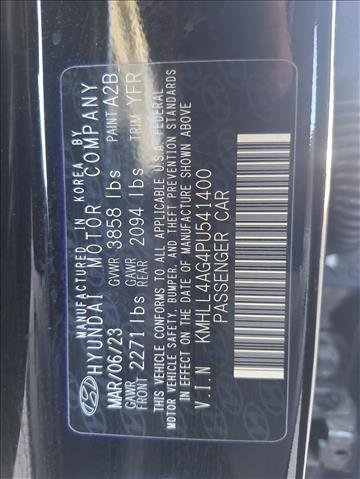 MANUFACTURED IN KOREA BY
HYUNDAI MOTOR COMPANY
MAR/06/23 GVWR 3858 lbs PAINT A2B
GAWR FRONT 2271 lbs GAWR REAR 2094 lbs TRIM YFR
THIS VEHICLE CONFORMS TO ALL APPLICABLE U.S. FEDERAL
MOTOR VEHICLE SAFETY, BUMPER, AND THEFT PREVENTION STANDARDS
IN EFFECT ON THE DATE OF MANUFACTURE SHOWN ABOVE
V.I.N KMHLL4AG4PU541400
PASSENGER CAR